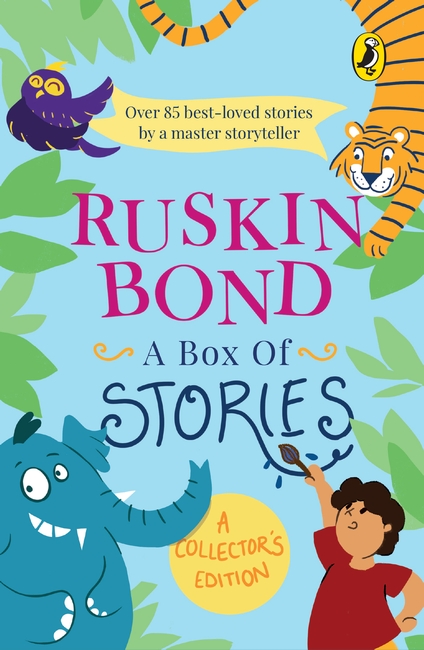 Over 85 best-loved stories
by a master storyteller
RUSKIN
BOND
A Box Of
STORIES
A
COLLECTOR'S
EDITION